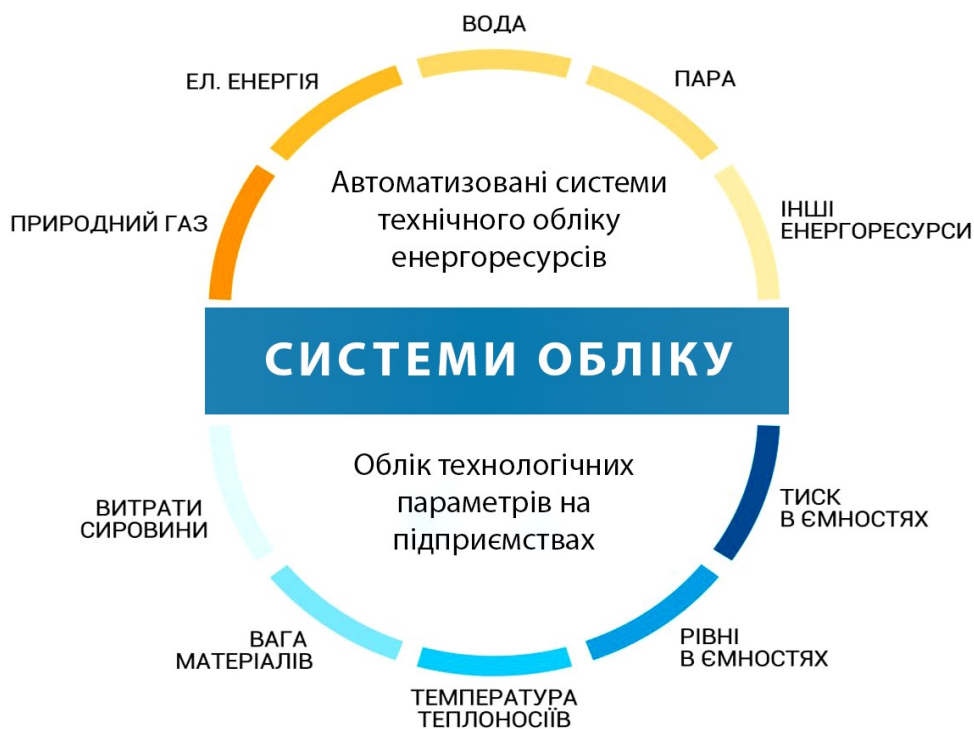 ВОДА
ЕЛ. ЕНЕРГІЯ
ПАРА
ПРИРОДНИЙ ГАЗ
ІНШІ
ЕНЕРГОРЕСУРСИ
Автоматизовані системи
технічного обліку
енергоресурсів
СИСТЕМИ ОБЛІКУ
Облік технологічних
параметрів на
підприємствах
ВИТРАТИ
СИРОВИНИ
ТИСК
В ЄМНОСТЯХ
ВАГА
МАТЕРІАЛІВ
РІВНІ
В ЄМНОСТЯХ
ТЕМПЕРАТУРА
ТЕПЛОНОСІЇВ